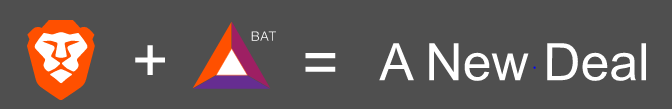 + BAT = A New Deal